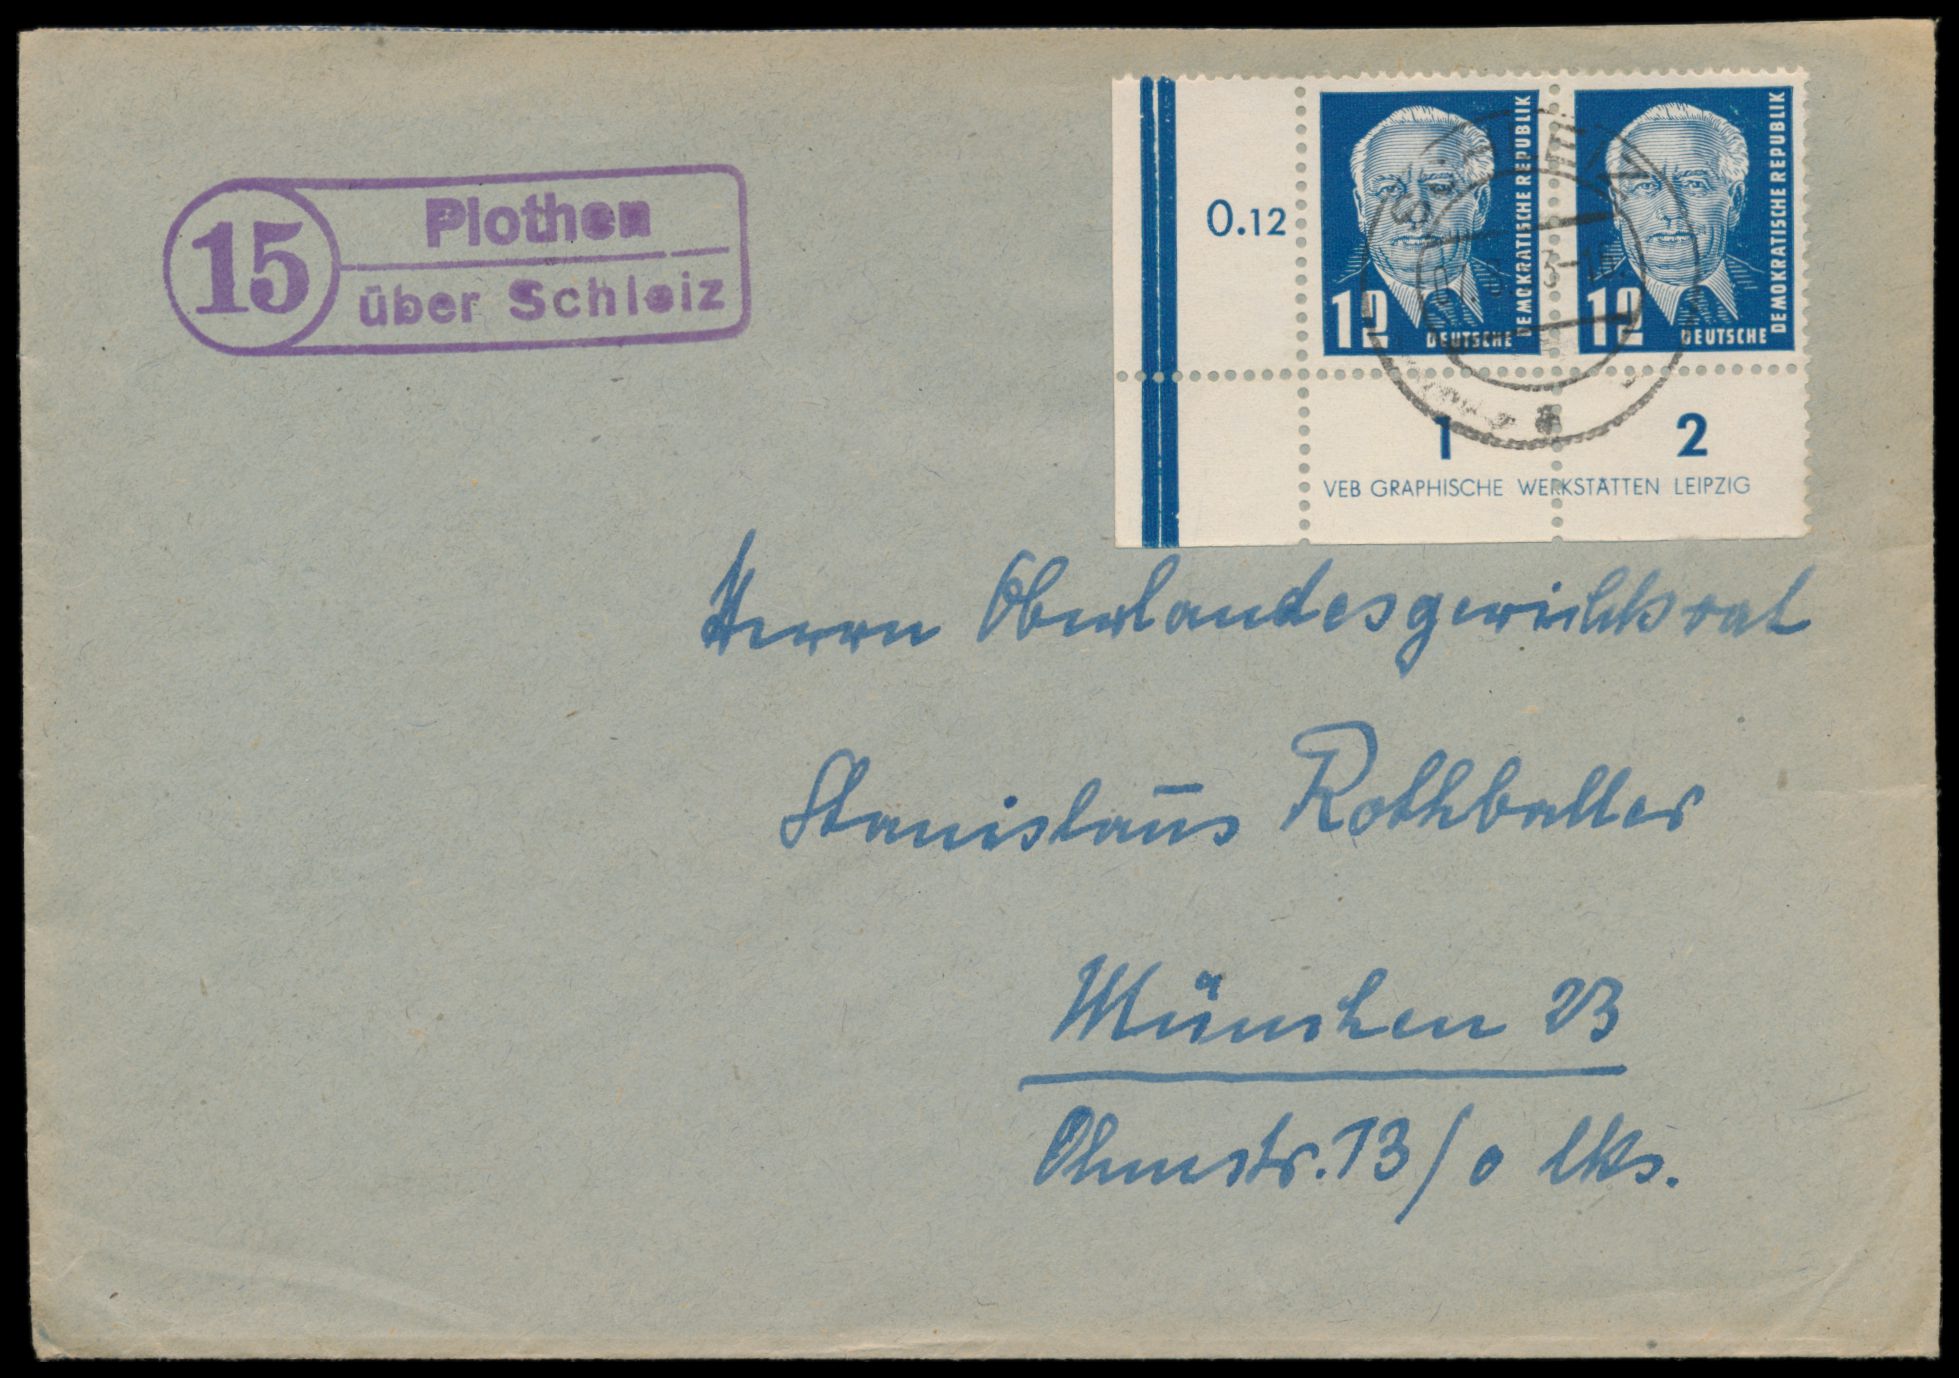 15
Plothen
über Schleiz
0.12
12 DEUTSCHE DEMOKRATISCHE REPUBLIK
12 DEUTSCHE DEMOKRATISCHE REPUBLIK
1 2
VEB GRAPHISCHE WERKSTÄTTEN LEIPZIG
Herrn Oberlandesgerichtsrat
Stanislaus Rothballer
München 23
Ohmstr. 13/0 lks.